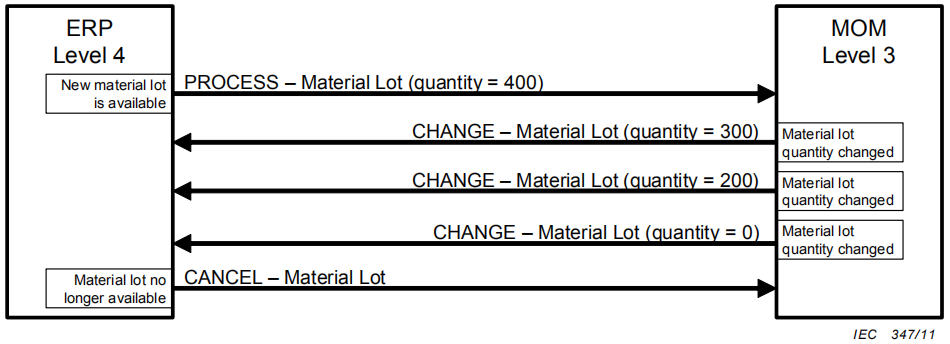 ERP
Level 4
MOM
Level 3
New material lot
is available
PROCESS – Material Lot (quantity = 400)
CHANGE – Material Lot (quantity = 300)
Material lot
quantity changed
CHANGE – Material Lot (quantity = 200)
Material lot
quantity changed
CHANGE – Material Lot (quantity = 0)
Material lot
quantity changed
Material lot no
longer available
CANCEL – Material Lot
IEC 347/11